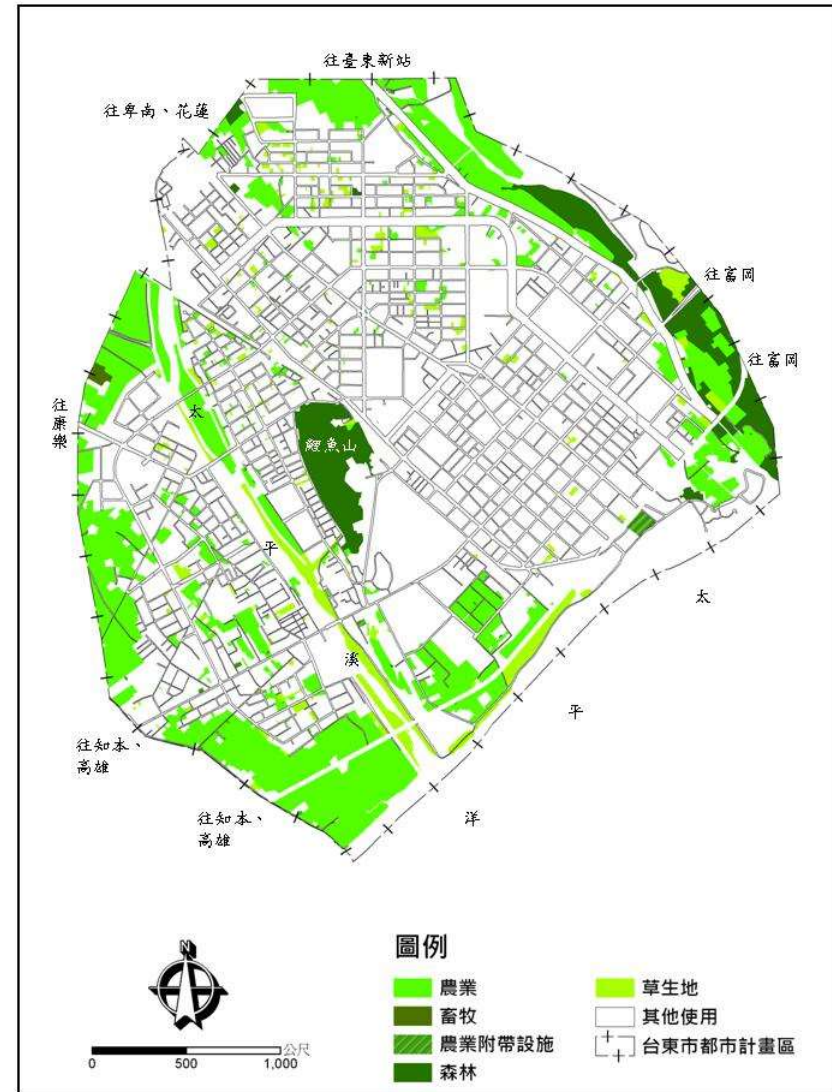 往臺東新站
往卑南、花蓮
往富岡
往富岡
往康樂
太
鯉魚山
平
太
溪
平
往知本、
高雄
洋
往知本、
高雄
圖例
N
農業
草生地
畜牧
其他使用
農業附帶設施
台東市都市計畫區
森林
公尺
0 500 1,000